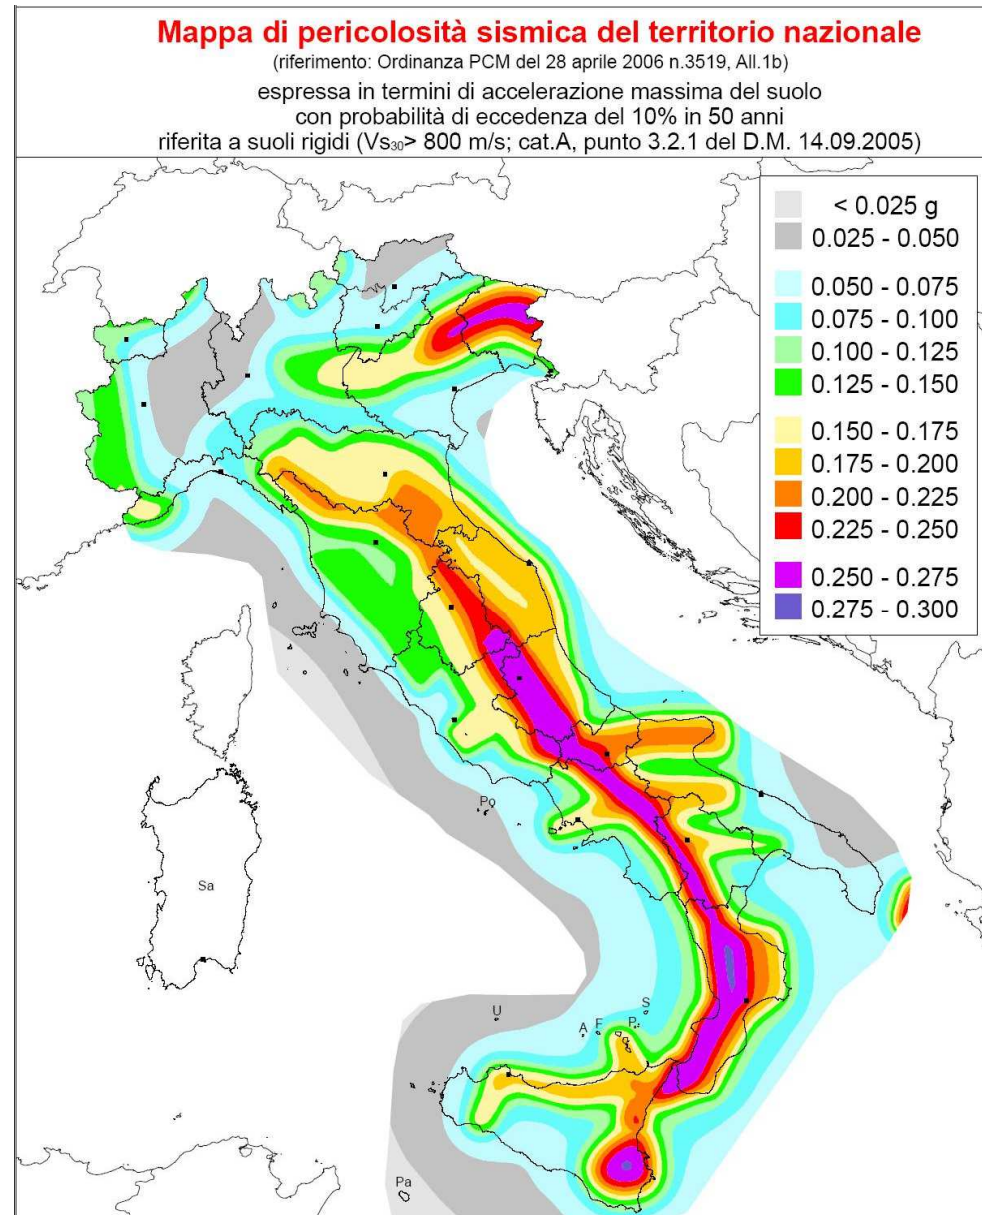 Mappa di pericolosità sismica del territorio nazionale
(riferimento: Ordinanza PCM del 28 aprile 2006 n.3519, All.1b)
espressa in termini di accelerazione massima del suolo
con probabilità di eccedenza del 10% in 50 anni
riferita a suoli rigidi (Vs30> 800 m/s; cat.A, punto 3.2.1 del D.M. 14.09.2005)
< 0.025 g
0.025 - 0.050
0.050 - 0.075
0.075 - 0.100
0.100 - 0.125
0.125 - 0.150
0.150 - 0.175
0.175 - 0.200
0.200 - 0.225
0.225 - 0.250
0.250 - 0.275
0.275 - 0.300
Po
Sa
S
U
A F P
Pa